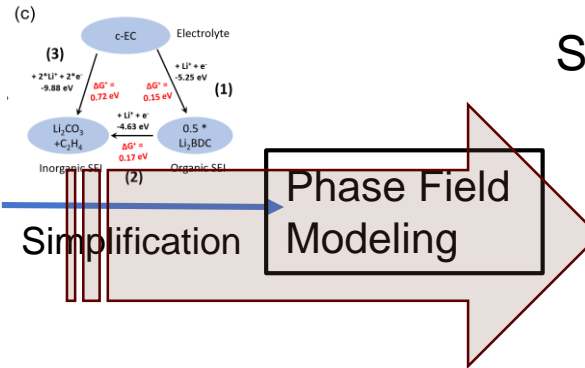 (c)
S
c-EC
Electrolyte
(3)
+ 2*Li⁺ + 2*e⁻
-9.88 eV
ΔG⁺ =
0.72 eV
ΔG⁺ =
0.15 eV
+ Li⁺ + e⁻
-5.25 eV
(1)
+ Li⁺ + e⁻
-4.63 eV
Li₂CO₃
+C₂H₄
ΔG⁺ =
0.17 eV
0.5 *
Li₂BDC
Inorganic SEI
(2)
Organic SEI
Simplification
Phase Field
Modeling